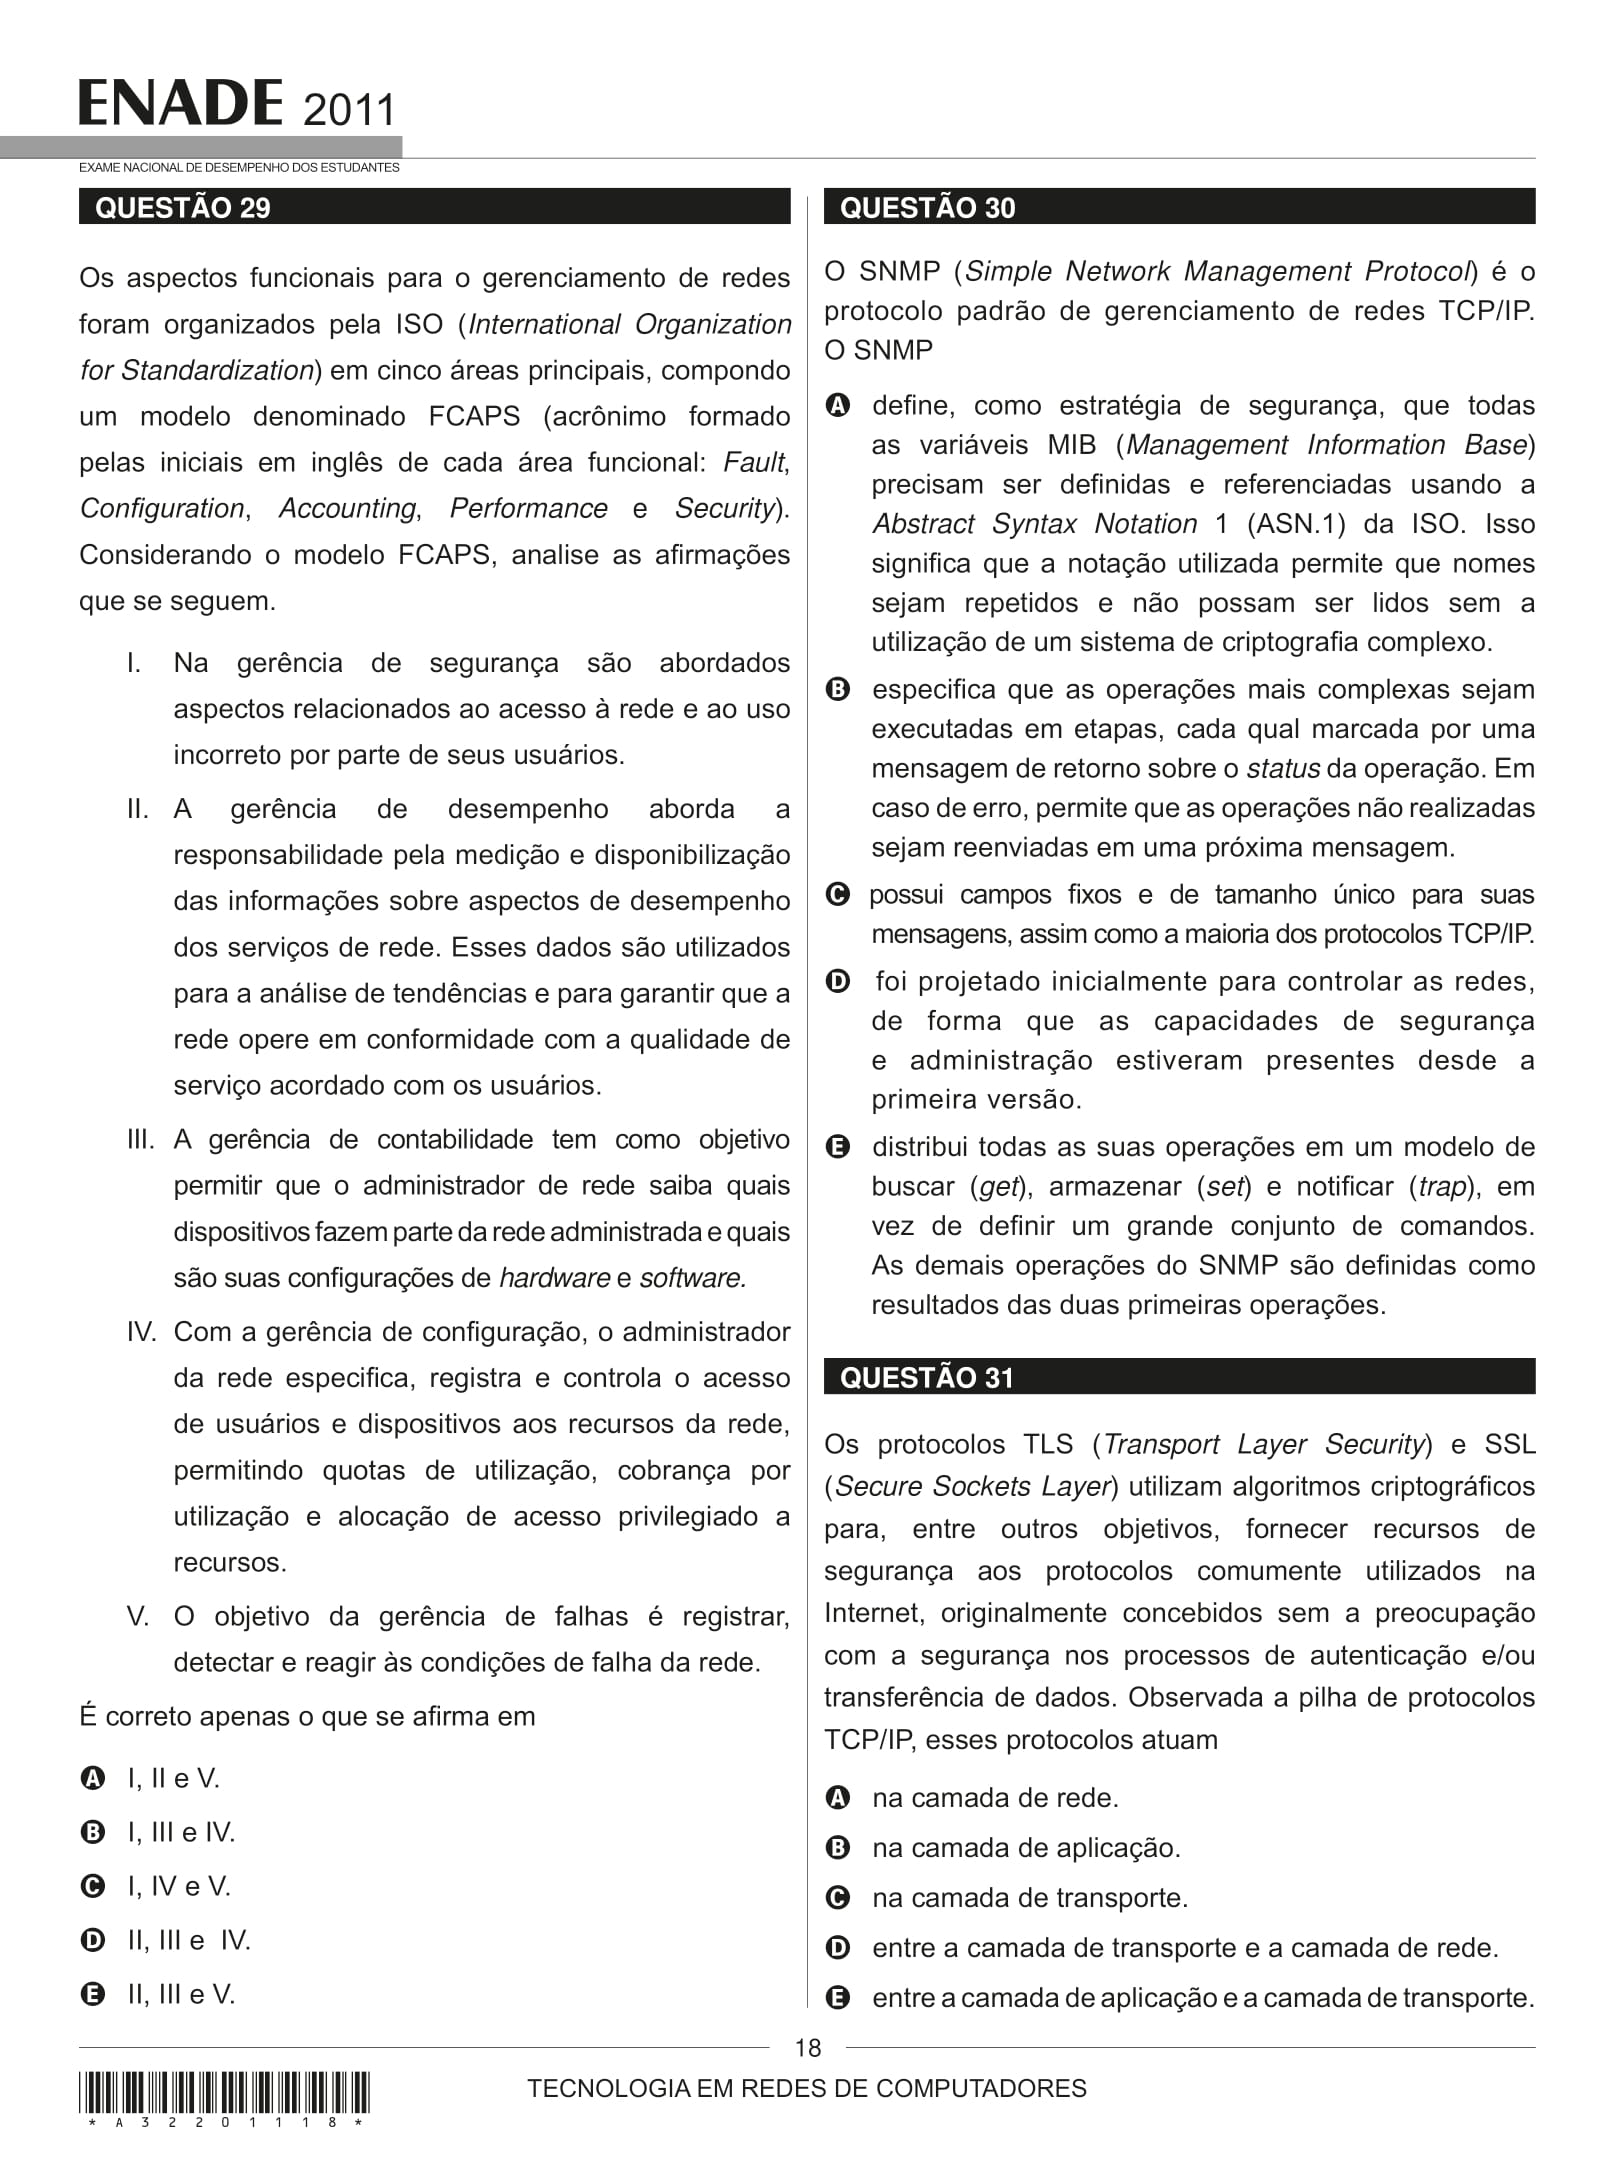 ENADE 2011
EXAME NACIONAL DE DESEMPENHO DOS ESTUDANTES
QUESTÃO 29
Os aspectos funcionais para o gerenciamento de redes
foram organizados pela ISO (International Organization
for Standardization) em cinco áreas principais, compondo
um modelo denominado FCAPS (acrônimo formado
pelas iniciais em inglês de cada área funcional: Fault,
Configuration, Accounting, Performance e Security).
Considerando o modelo FCAPS, analise as afirmações
que se seguem.
I. Na gerência de segurança são abordados
aspectos relacionados ao acesso à rede e ao uso
incorreto por parte de seus usuários.
II. A gerência de desempenho aborda a
responsabilidade pela medição e disponibilização
das informações sobre aspectos de desempenho
dos serviços de rede. Esses dados são utilizados
para a análise de tendências e para garantir que a
rede opere em conformidade com a qualidade de
serviço acordado com os usuários.
III. A gerência de contabilidade tem como objetivo
permitir que o administrador de rede saiba quais
dispositivos fazem parte da rede administrada e quais
são suas configurações de hardware e software.
IV. Com a gerência de configuração, o administrador
da rede especifica, registra e controla o acesso
de usuários e dispositivos aos recursos da rede,
permitindo quotas de utilização, cobrança por
utilização e alocação de acesso privilegiado a
recursos.
V. O objetivo da gerência de falhas é registrar,
detectar e reagir às condições de falha da rede.
É correto apenas o que se afirma em
A I, II e V.
B I, III e IV.
C I, IV e V.
D II, III e IV.
E II, III e V.
QUESTÃO 30
O SNMP (Simple Network Management Protocol) é o
protocolo padrão de gerenciamento de redes TCP/IP.
O SNMP
A define, como estratégia de segurança, que todas
as variáveis MIB (Management Information Base)
precisam ser definidas e referenciadas usando a
Abstract Syntax Notation 1 (ASN.1) da ISO. Isso
significa que a notação utilizada permite que nomes
sejam repetidos e não possam ser lidos sem a
utilização de um sistema de criptografia complexo.
B especifica que as operações mais complexas sejam
executadas em etapas, cada qual marcada por uma
mensagem de retorno sobre o status da operação. Em
caso de erro, permite que as operações não realizadas
sejam reenviadas em uma próxima mensagem.
C possui campos fixos e de tamanho único para suas
mensagens, assim como a maioria dos protocolos TCP/IP.
D foi projetado inicialmente para controlar as redes,
de forma que as capacidades de segurança
e administração estiveram presentes desde a
primeira versão.
E distribui todas as suas operações em um modelo de
buscar (get), armazenar (set) e notificar (trap), em
vez de definir um grande conjunto de comandos.
As demais operações do SNMP são definidas como
resultados das duas primeiras operações.
QUESTÃO 31
Os protocolos TLS (Transport Layer Security) e SSL
(Secure Sockets Layer) utilizam algoritmos criptográficos
para, entre outros objetivos, fornecer recursos de
segurança aos protocolos comumente utilizados na
Internet, originalmente concebidos sem a preocupação
com a segurança nos processos de autenticação e/ou
transferência de dados. Observada a pilha de protocolos
TCP/IP, esses protocolos atuam
A na camada de rede.
B na camada de aplicação.
C na camada de transporte.
D entre a camada de transporte e a camada de rede.
E entre a camada de aplicação e a camada de transporte.
18
TECNOLOGIA EM REDES DE COMPUTADORES
*A32201118*